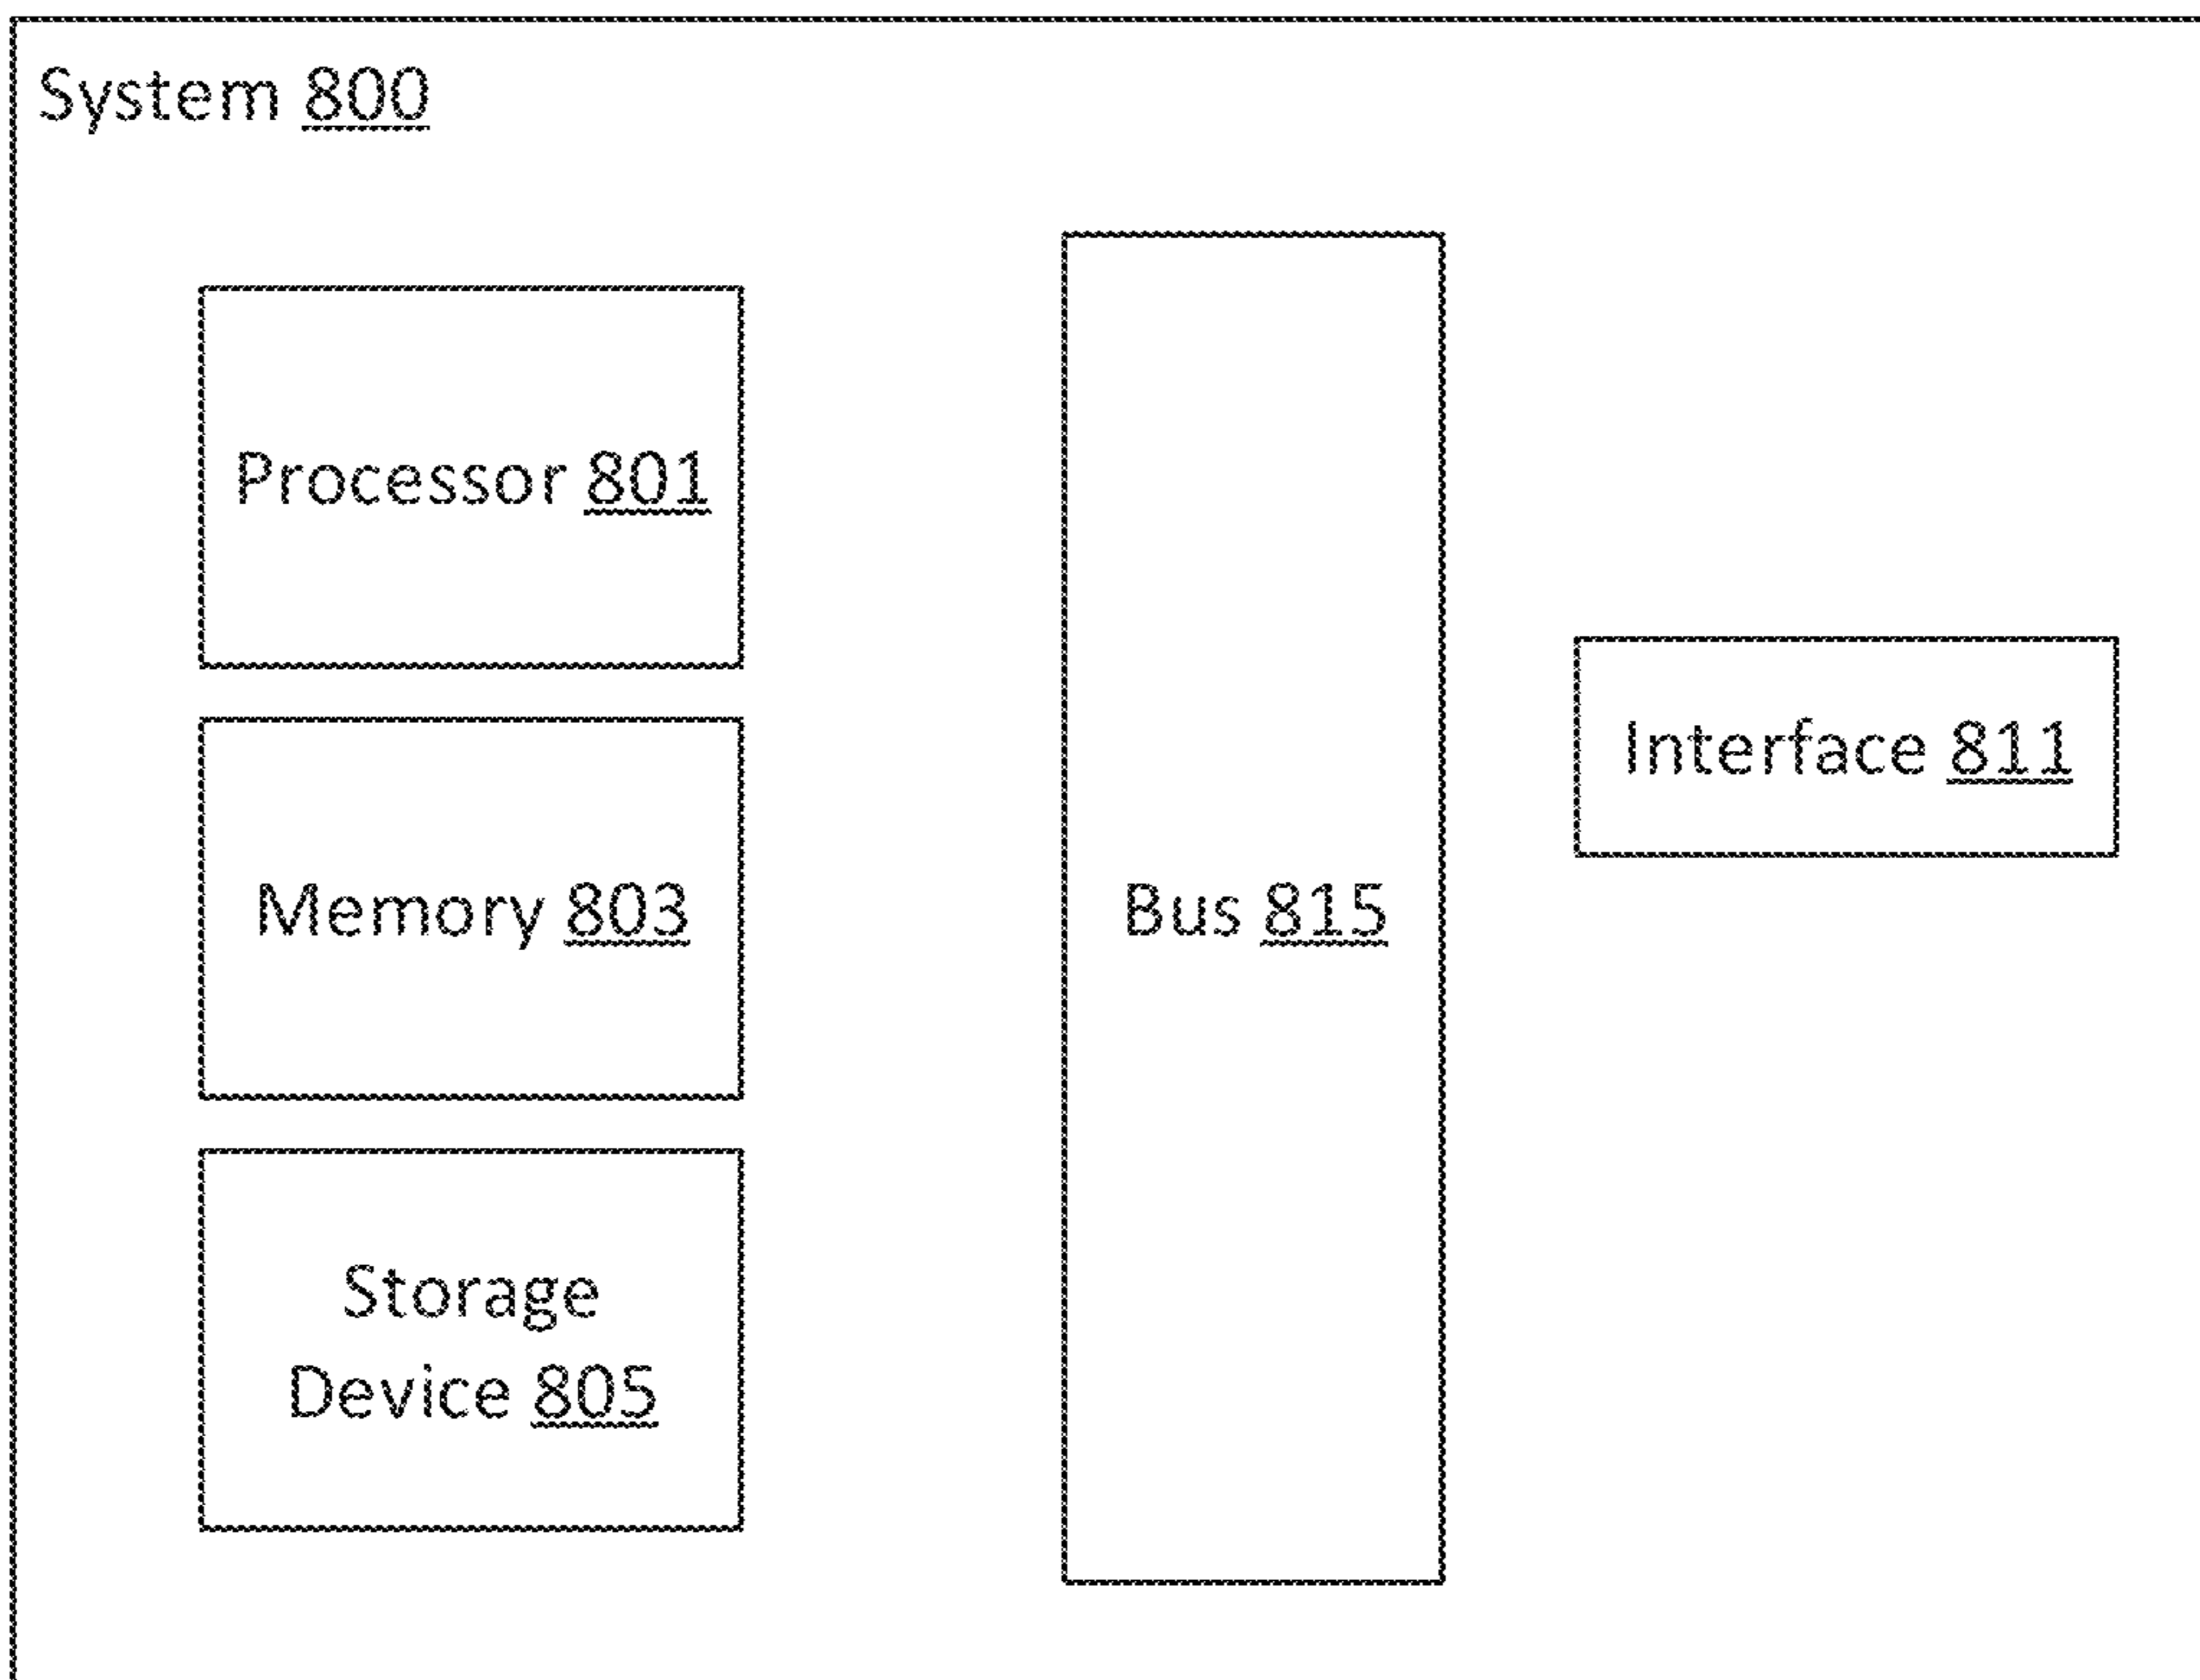 System 800
Processor 801
Memory 803
Storage
Device 805
Bus 815
Interface 811